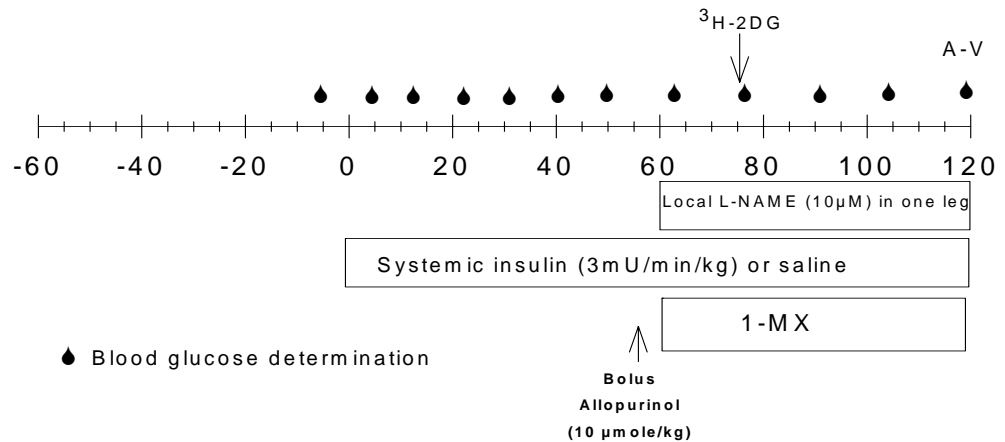 ³H-2DG
A-V
-60 -40 -20 0 20 40 60 80 100 120
Local L-NAME (10µM) in one leg
Systemic insulin (3mU/min/kg) or saline
1-MX
Blood glucose determination
Bolus
Allopurinol
(10 µmole/kg)